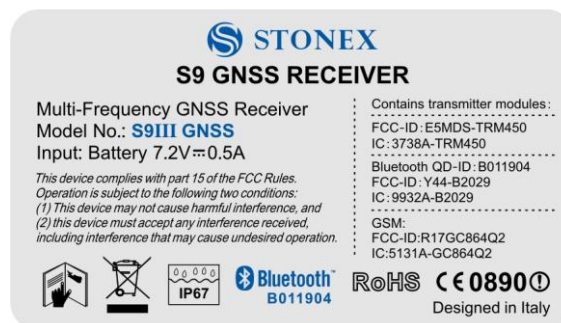 STONEX
S9 GNSS RECEIVER
Multi-Frequency GNSS Receiver
Model No.: S9III GNSS
Input: Battery 7.2V⎓0.5A
This device complies with part 15 of the FCC Rules.
Operation is subject to the following two conditions:
(1) This device may not cause harmful interference, and
(2) this device must accept any interference received,
including interference that may cause undesired operation.
Contains transmitter modules:
FCC-ID:E5MDS-TRM450
IC:3738A-TRM450
Bluetooth QD-ID:B011904
FCC-ID:Y44-B2029
IC:9932A-B2029
GSM:
FCC-ID:R17GC864Q2
IC:5131A-GC864Q2
IP67
Bluetooth™
B011904
RoHS CE0890
Designed in Italy